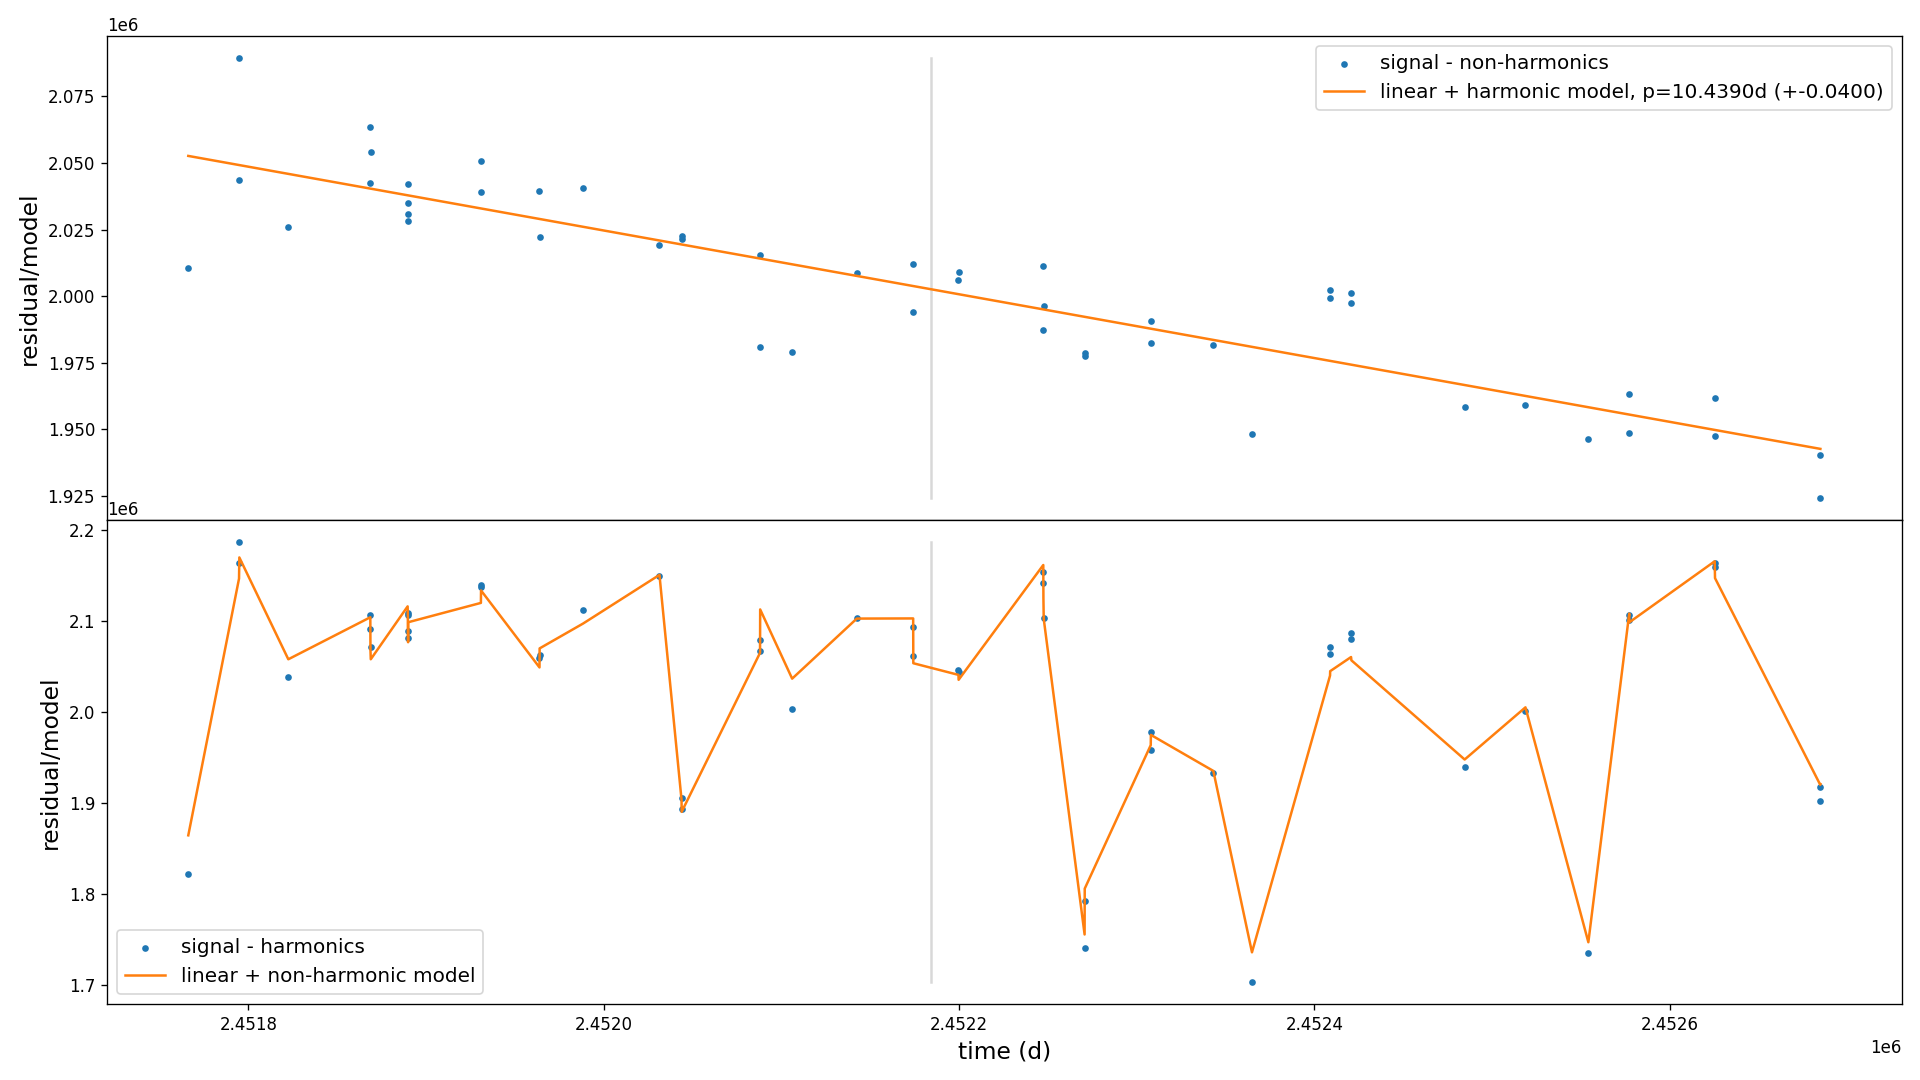 1e6
2.075
2.050
2.025
2.000
1.975
1.950
1.925
residual/model
signal - non-harmonics
linear + harmonic model, p=10.4390d (+-0.0400)
1e6
2.2
2.1
2.0
1.9
1.8
1.7
residual/model
signal - harmonics
linear + non-harmonic model
2.4518 2.4520 2.4522 2.4524 2.4526
1e6
time (d)